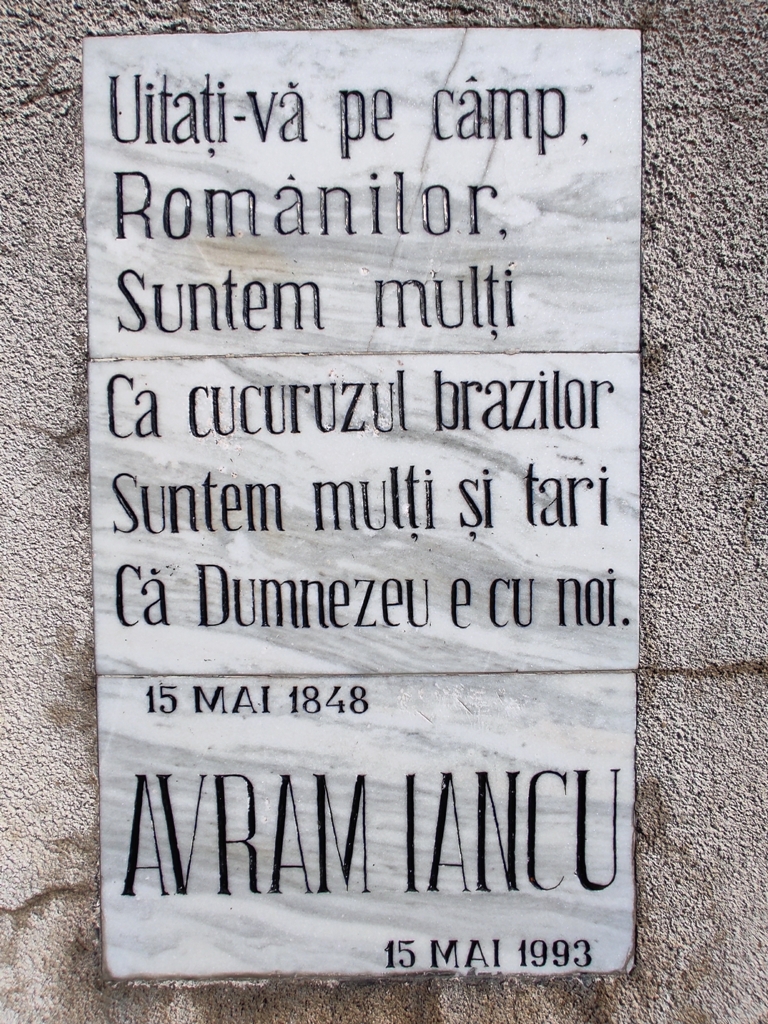 Uitați-vă pe câmp,
Românilor,
Suntem mulți
Ca cucuruzul brazilor
Suntem mulți și tari
Că Dumnezeu e cu noi.
15 MAI 1848
AVRAM IANCU
15 MAI 1993